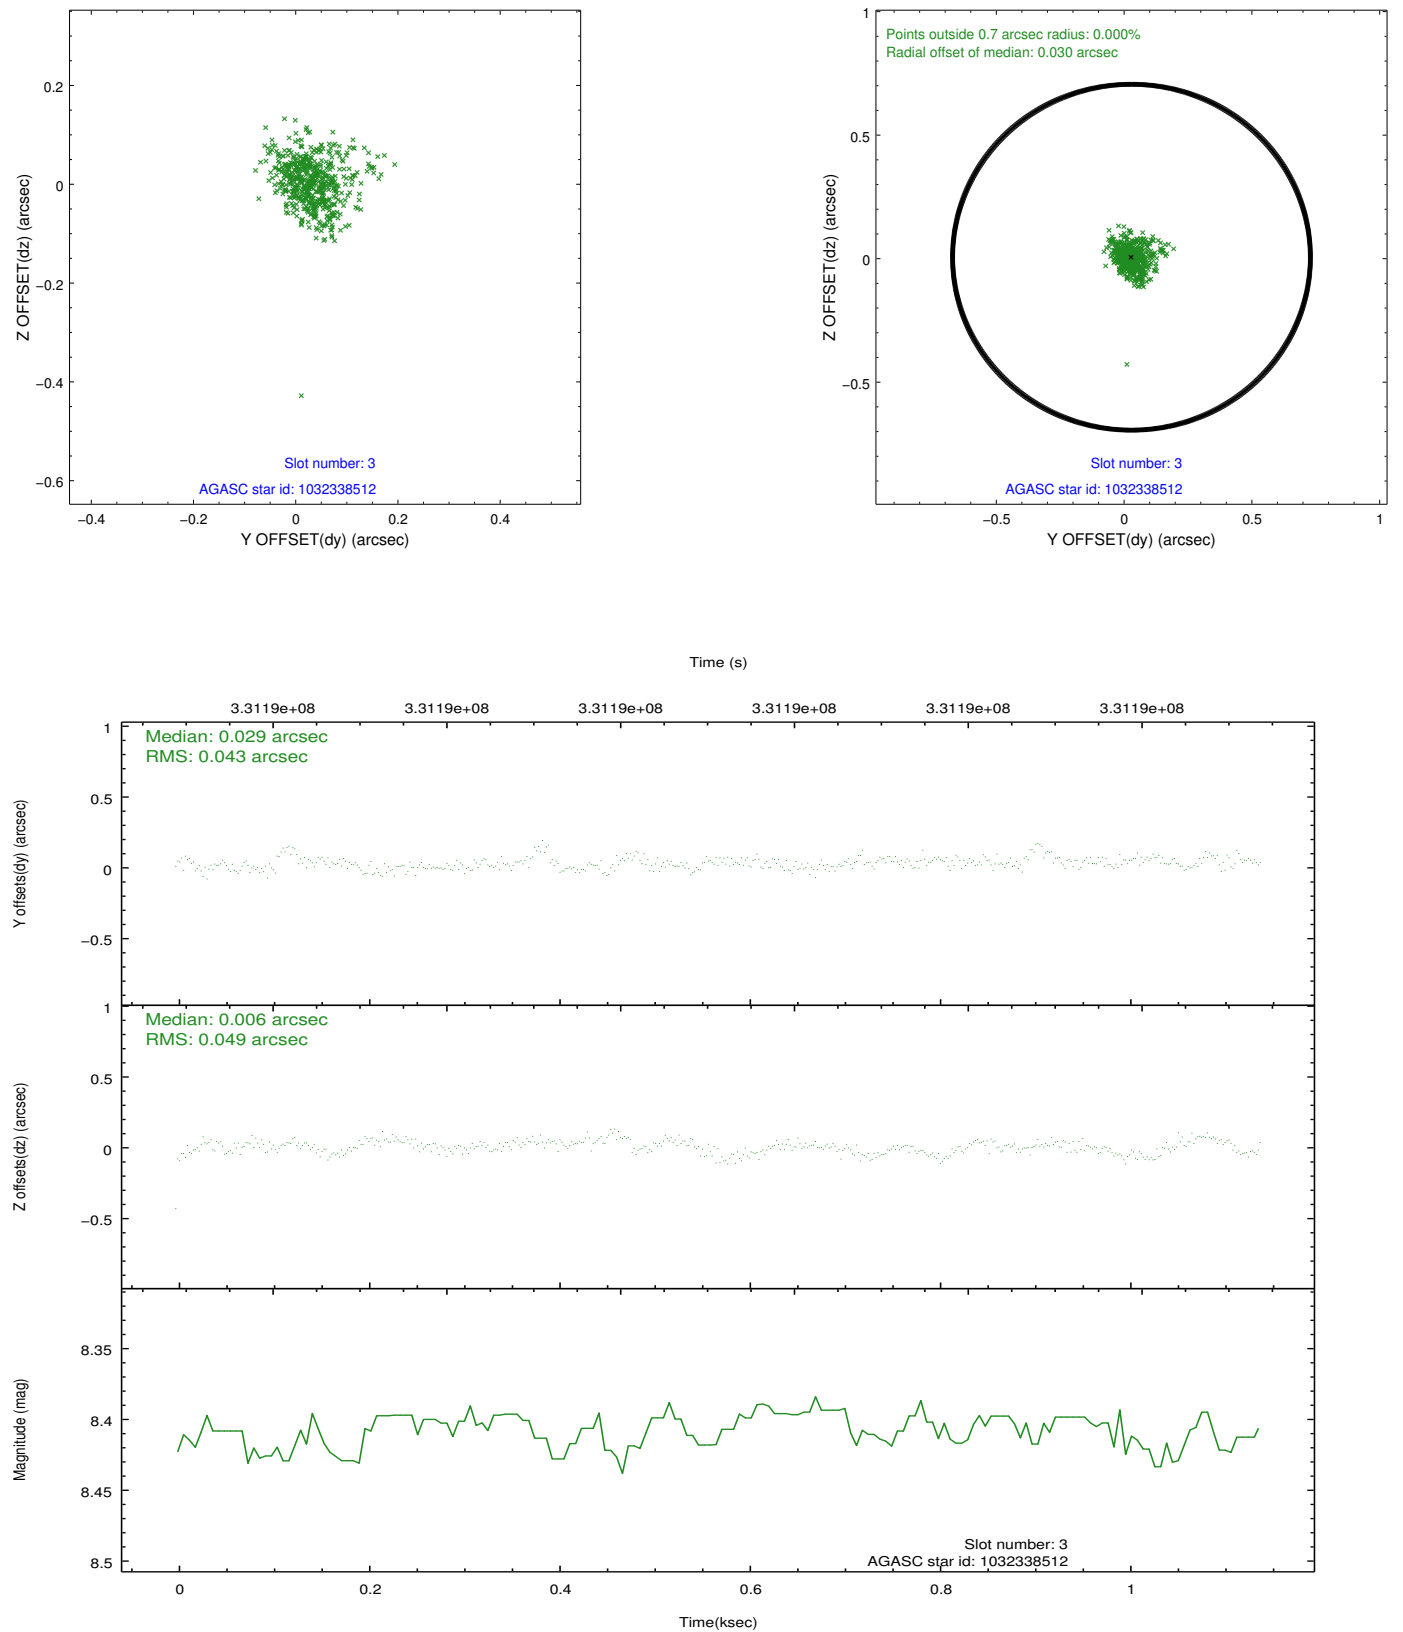 0.2
0
−0.2
−0.4
−0.6
Z OFFSET(dz) (arcsec)
Slot number: 3
AGASC star id: 1032338512
−0.4
−0.2
0
0.2
0.4
Y OFFSET(dy) (arcsec)
Points outside 0.7 arcsec radius: 0.000%
Radial offset of median: 0.030 arcsec
1
0.5
0
−0.5
Z OFFSET(dz) (arcsec)
Slot number: 3
AGASC star id: 1032338512
−0.5
0
0.5
1
Y OFFSET(dy) (arcsec)
Time (s)
3.3119e+08
3.3119e+08
3.3119e+08
3.3119e+08
3.3119e+08
3.3119e+08
Median: 0.029 arcsec
RMS: 0.043 arcsec
1
0.5
0
−0.5
Y offsets(dy) (arcsec)
Median: 0.006 arcsec
RMS: 0.049 arcsec
1
0.5
0
−0.5
Z offsets(dz) (arcsec)
8.35
8.4
8.45
8.5
Magnitude (mag)
Slot number: 3
AGASC star id: 1032338512
0
0.2
0.4
0.6
0.8
1
Time(ksec)